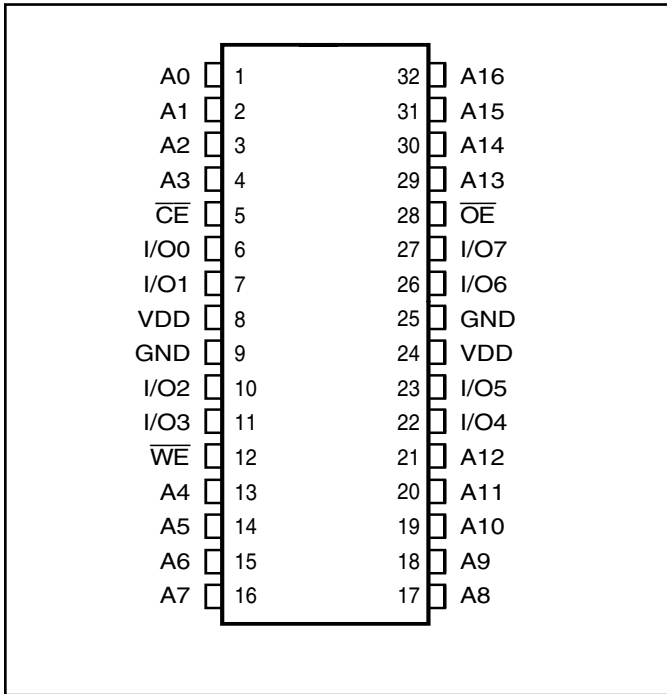 A0 1 32 A16
A1 2 31 A15
A2 3 30 A14
A3 4 29 A13
C̅E̅ 5 28 O̅E̅
I/O0 6 27 I/O7
I/O1 7 26 I/O6
VDD 8 25 GND
GND 9 24 VDD
I/O2 10 23 I/O5
I/O3 11 22 I/O4
W̅E̅ 12 21 A12
A4 13 20 A11
A5 14 19 A10
A6 15 18 A9
A7 16 17 A8